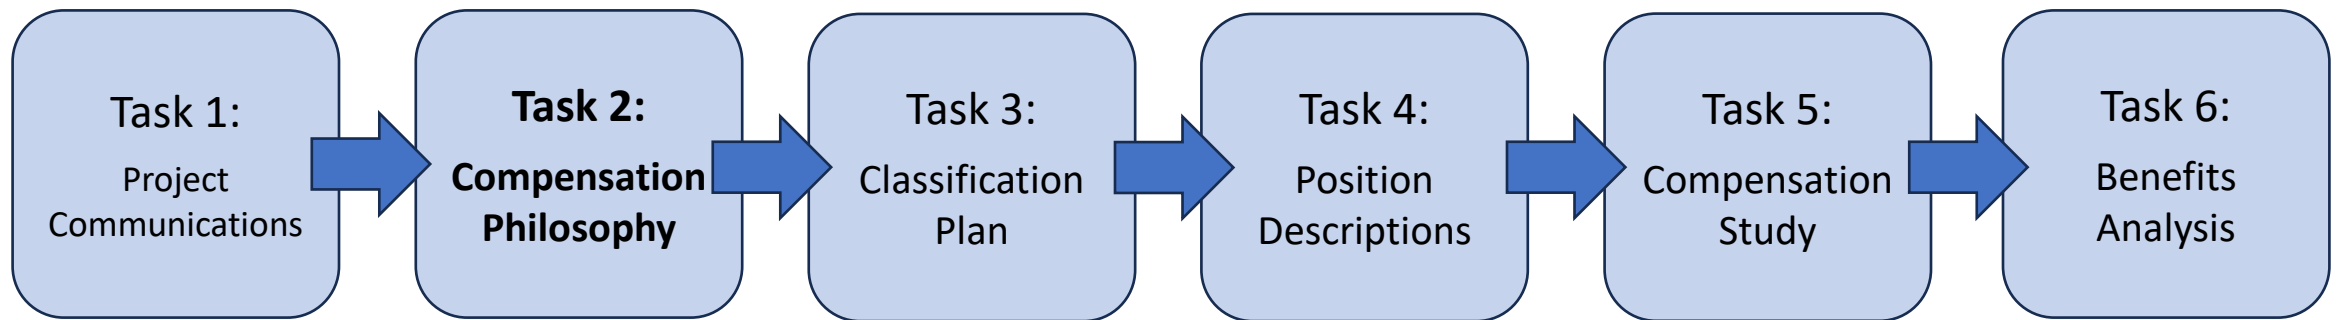 Task 1:
Project
Communications
Task 2:
Compensation
Philosophy
Task 3:
Classification
Plan
Task 4:
Position
Descriptions
Task 5:
Compensation
Study
Task 6:
Benefits
Analysis